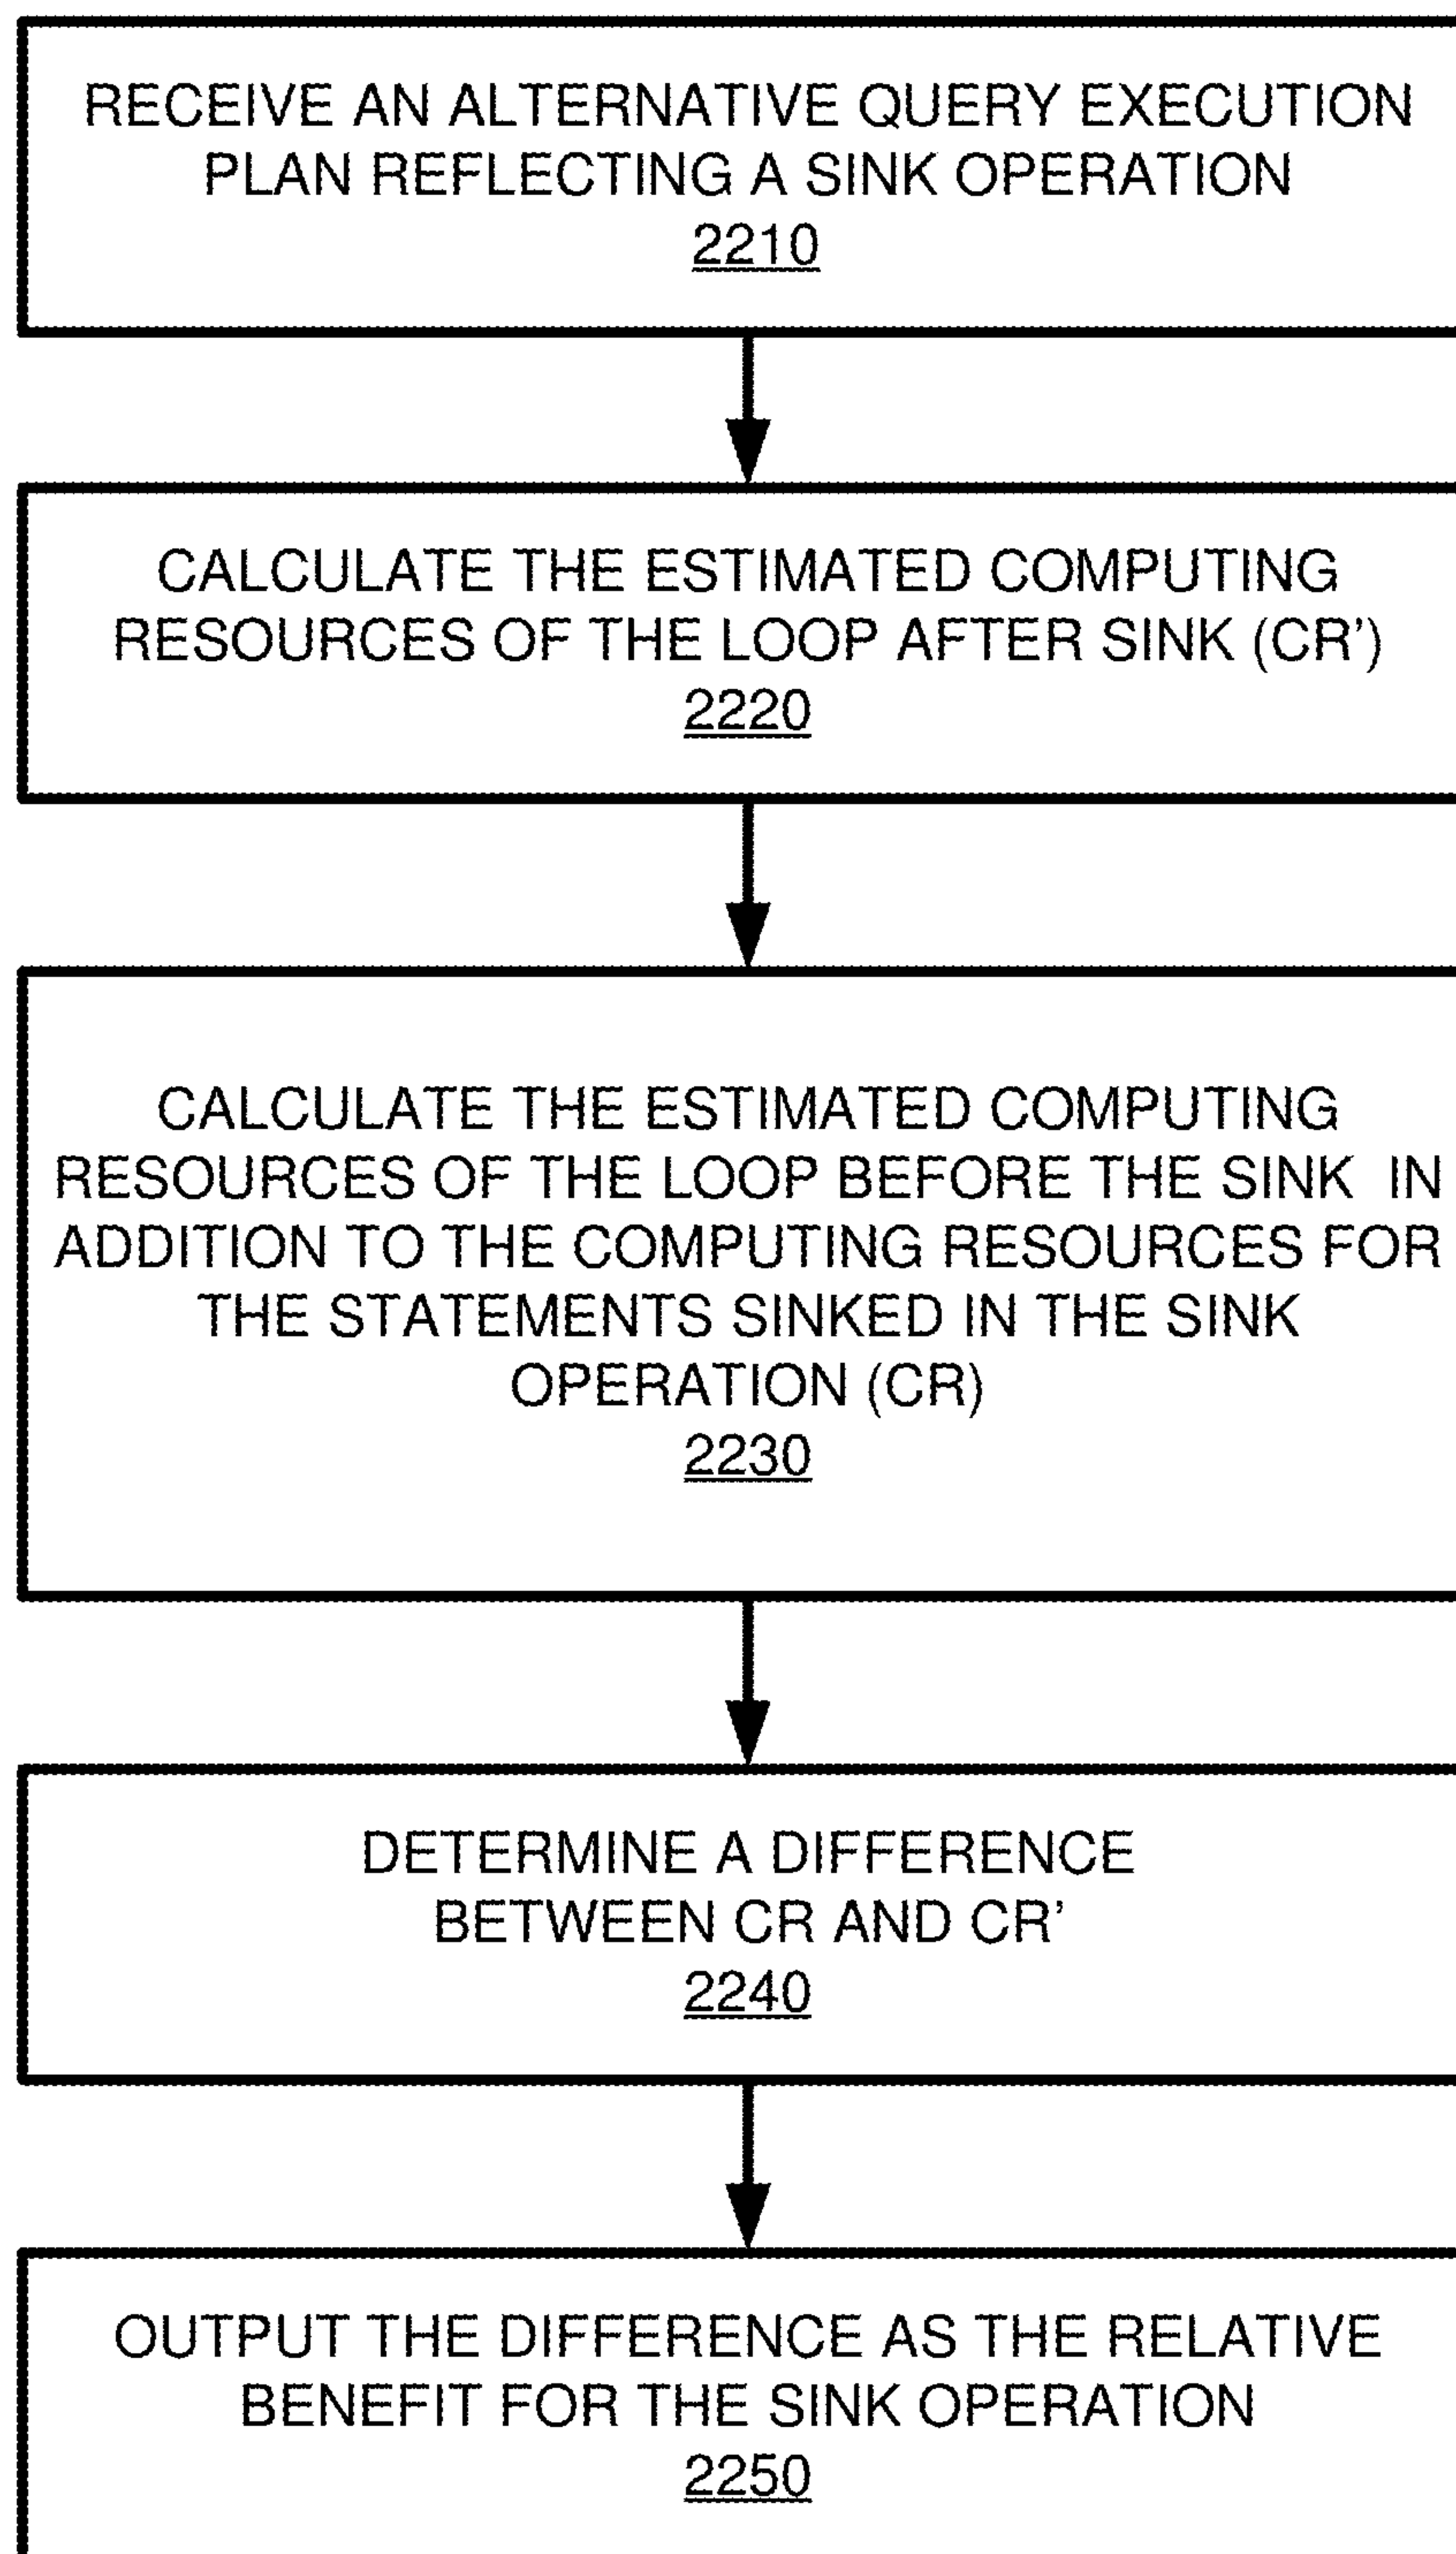 RECEIVE AN ALTERNATIVE QUERY EXECUTION
PLAN REFLECTING A SINK OPERATION
2210
CALCULATE THE ESTIMATED COMPUTING
RESOURCES OF THE LOOP AFTER SINK (CR’)
2220
CALCULATE THE ESTIMATED COMPUTING
RESOURCES OF THE LOOP BEFORE THE SINK IN
ADDITION TO THE COMPUTING RESOURCES FOR
THE STATEMENTS SINKED IN THE SINK
OPERATION (CR)
2230
DETERMINE A DIFFERENCE
BETWEEN CR AND CR’
2240
OUTPUT THE DIFFERENCE AS THE RELATIVE
BENEFIT FOR THE SINK OPERATION
2250